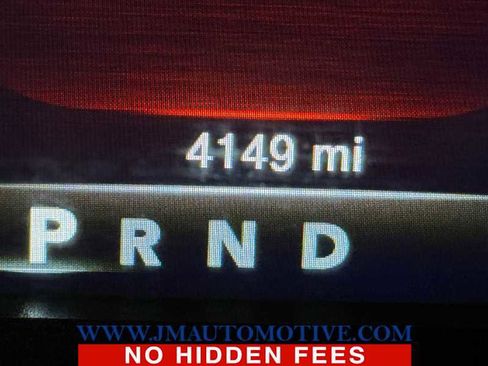 4149 mi
P R N D
WWW.JMAUTOMOTIVE.COM
NO HIDDEN FEES